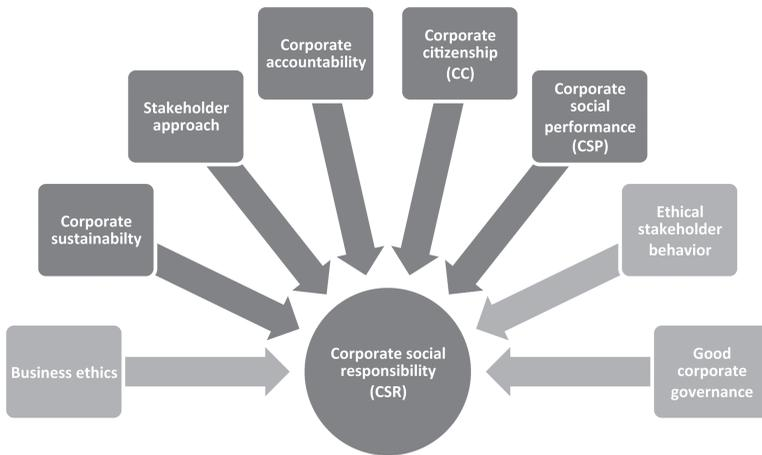 Corporate
accountability
Corporate
citizenship
(CC)
Stakeholder
approach
Corporate
social
performance
(CSP)
Corporate
sustainabilty
Ethical
stakeholder
behavior
Business ethics
Corporate social
responsibility
(CSR)
Good
corporate
governance